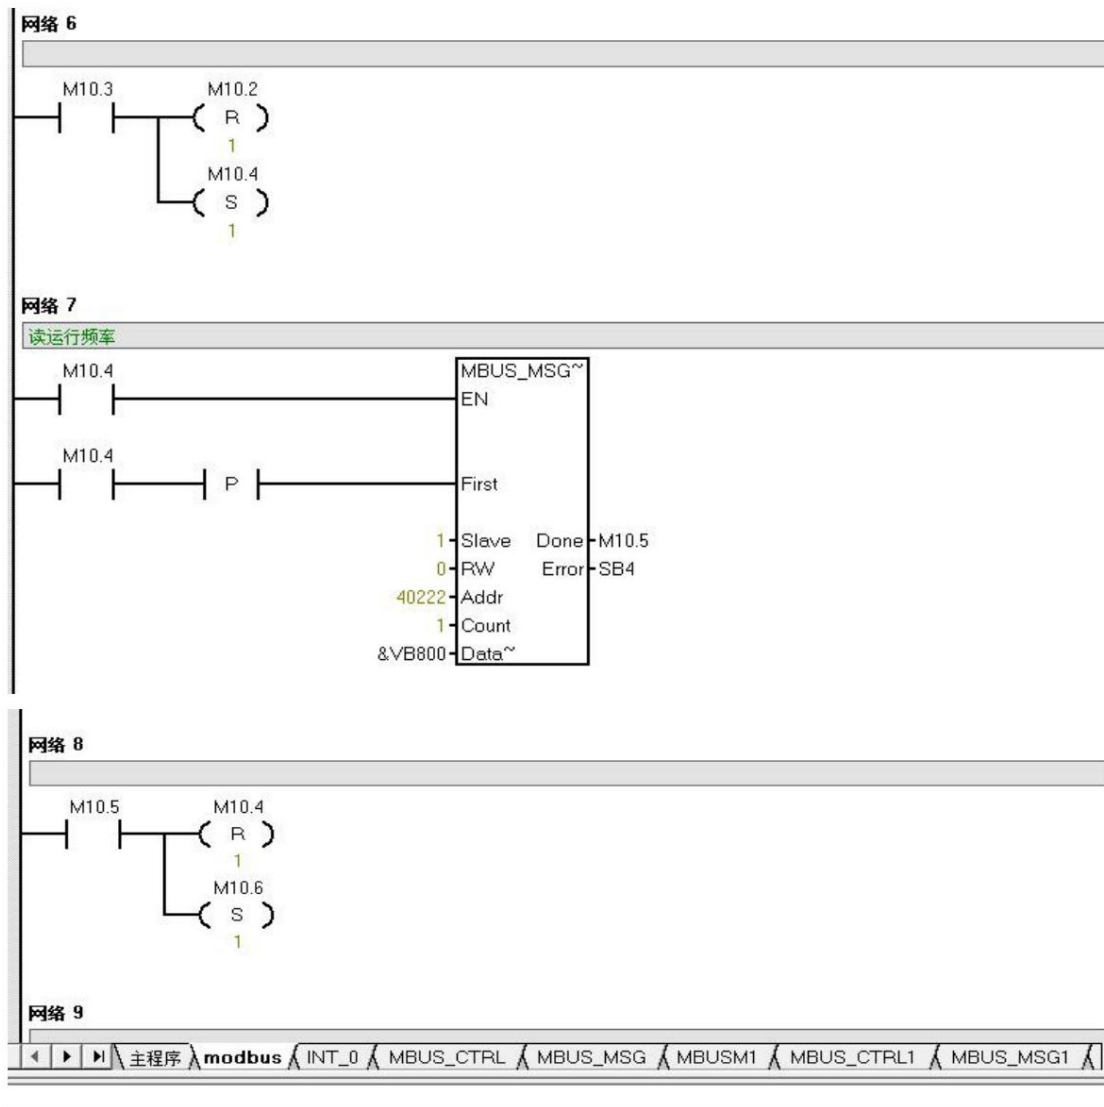 网络 6
M10.3 M10.2
R
1
M10.4
S
1
网络 7
读运行频率
M10.4 MBUS_MSG~
EN
M10.4
P First
1 Slave Done M10.5
0 RW Error SB4
40222 Addr
1 Count
&VB800 Data~
网络 8
M10.5 M10.4
R
1
M10.6
S
1
网络 9
主程序 modbus INT_0 MBUS_CTRL MBUS_MSG MBUSM1 MBUS_CTRL1 MBUS_MSG1